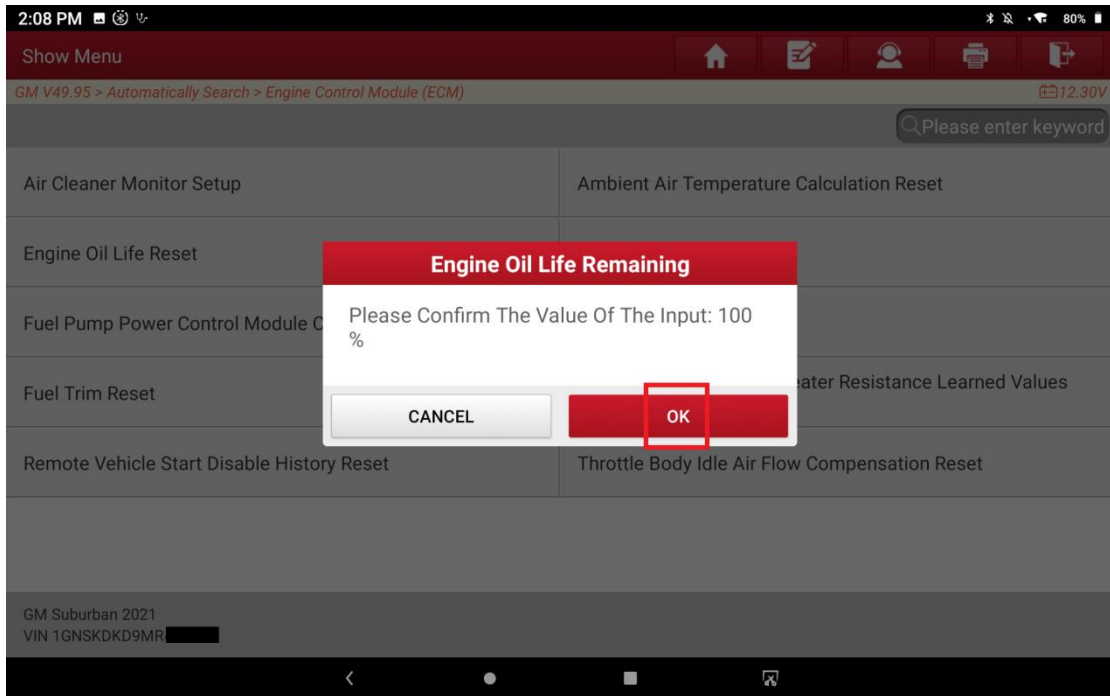 2:08 PM 80%
Show Menu
GM V49.95 > Automatically Search > Engine Control Module (ECM) 12.30V
Please enter keyword
Air Cleaner Monitor Setup
Ambient Air Temperature Calculation Reset
Engine Oil Life Reset
Engine Oil Life Remaining
Please Confirm The Value Of The Input: 100
%
Fuel Pump Power Control Module
Fuel Trim Reset
Resistance Learned Values
CANCEL
OK
Remote Vehicle Start Disable History Reset
Throttle Body Idle Air Flow Compensation Reset
GM Suburban 2021
VIN 1GNSKDKD9MR